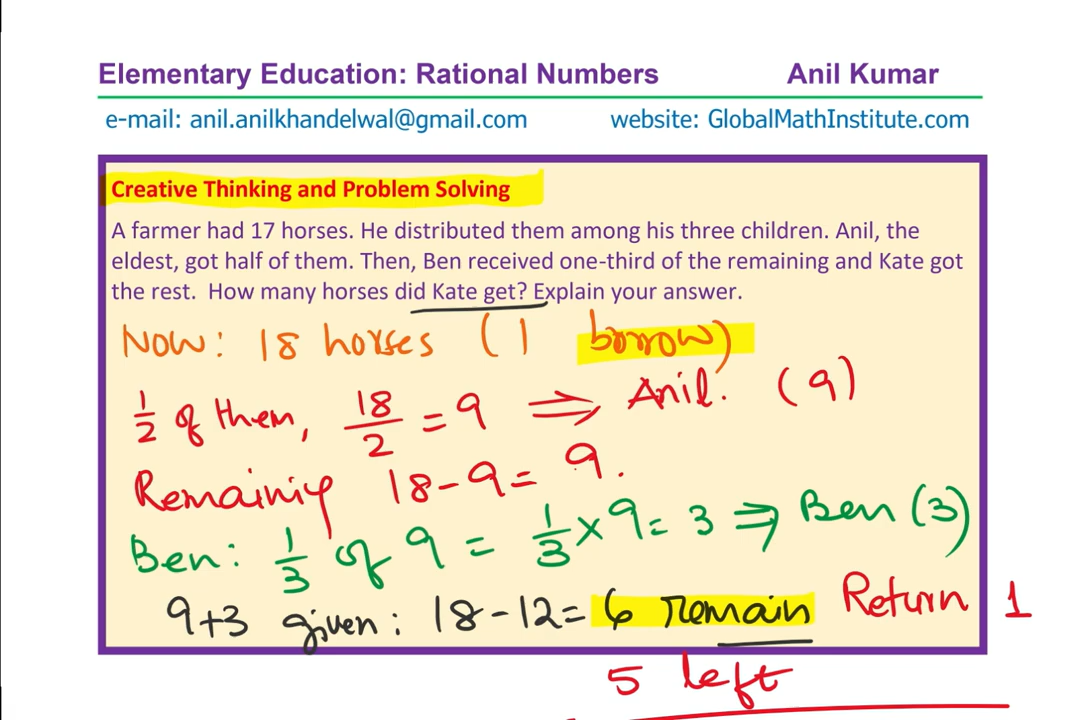 Elementary Education: Rational Numbers Anil Kumar
e-mail: anil.anilkhandelwal@gmail.com website: GlobalMathInstitute.com
Creative Thinking and Problem Solving
A farmer had 17 horses. He distributed them among his three children. Anil, the
eldest, got half of them. Then, Ben received one-third of the remaining and Kate got
the rest. How many horses did Kate get? Explain your answer.
Now: 18 horses (1 borrow)
1/2 of them, 18/2 = 9 ⇒ Anil. (9)
Remaining 18-9= 9.
Ben: 1/3 of 9 = 1/3 × 9 = 3 ⇒ Ben (3)
9+3 given: 18-12= 6 remain Return 1
5 left